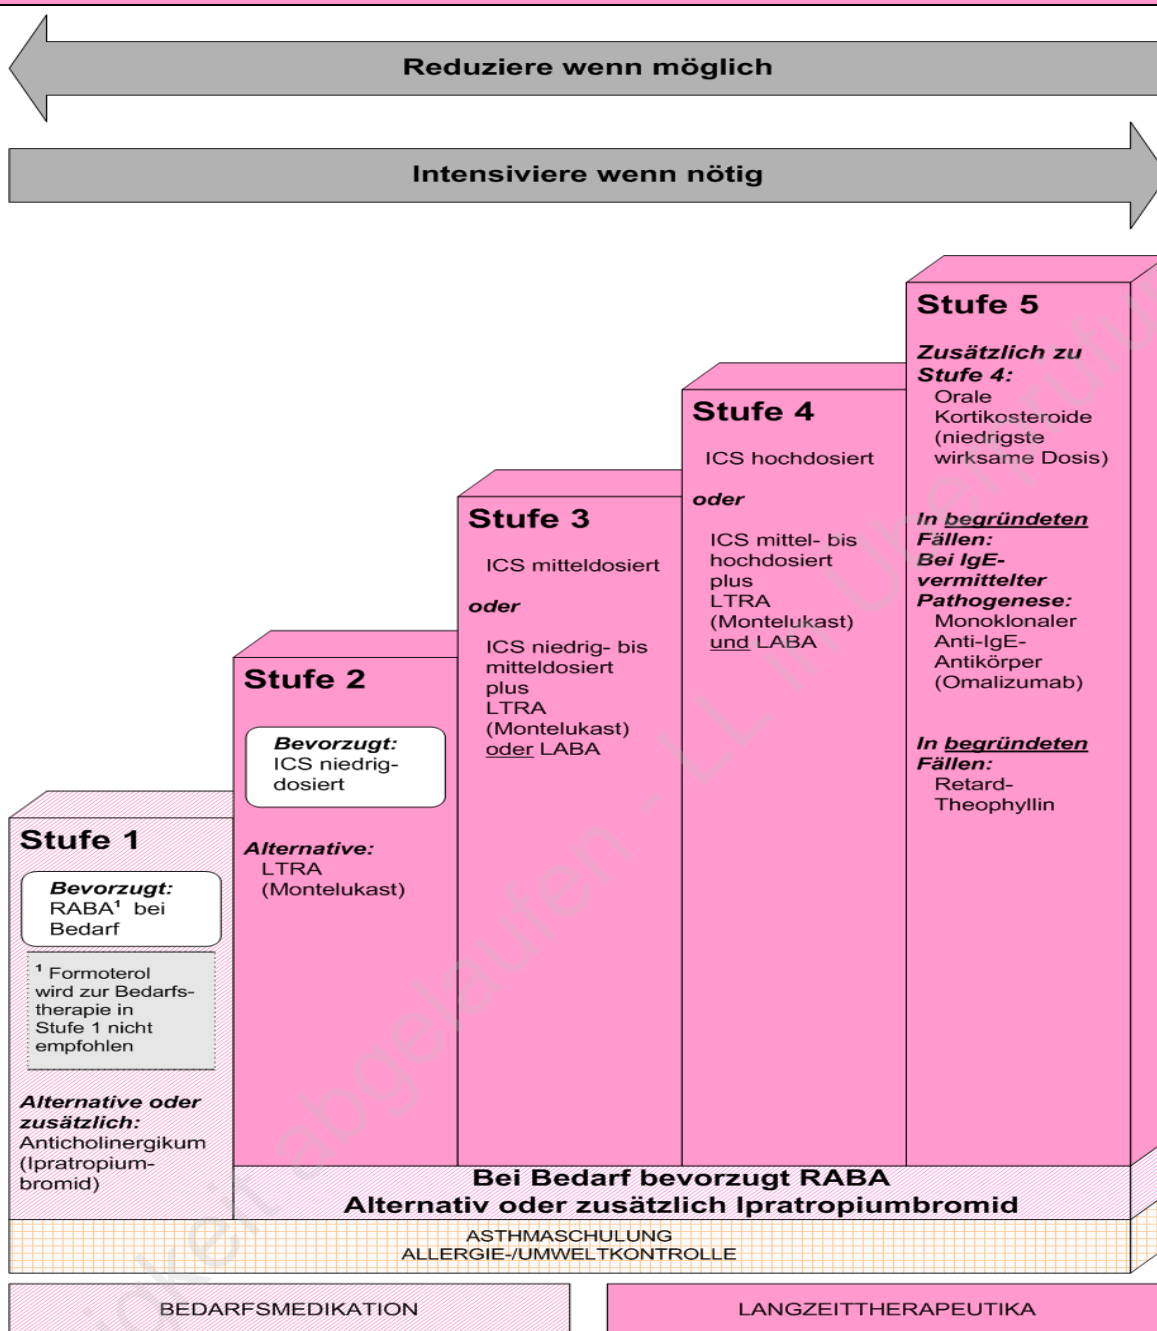 Reduziere wenn möglich
Intensiviere wenn nötig
Stufe 1
Bevorzugt:
RABA¹ bei
Bedarf
¹ Formoterol
wird zur Bedarfs-
therapie in
Stufe 1 nicht
empfohlen
Alternative oder
zusätzlich:
Anticholinergikum
(Ipratropium-
bromid)
Stufe 2
Bevorzugt:
ICS niedrig-
dosiert
Alternative:
LTRA
(Montelukast)
Stufe 3
ICS mitteldosiert
oder
ICS niedrig- bis
mitteldosiert
plus
LTRA
(Montelukast)
oder LABA
Stufe 4
ICS hochdosiert
oder
ICS mittel- bis
hochdosiert
plus
LTRA
(Montelukast)
und LABA
Stufe 5
Zusätzlich zu
Stufe 4:
Orale
Kortikosteroide
(niedrigste
wirksame Dosis)
In begründeten
Fällen:
Bei IgE-
vermittelter
Pathogenese:
Monoklonaler
Anti-IgE-
Antikörper
(Omalizumab)
In begründeten
Fällen:
Retard-
Theophyllin
Bei Bedarf bevorzugt RABA
Alternativ oder zusätzlich Ipratropiumbromid
ASTHMASCHULUNG
ALLERGIE-/UMWELTKONTROLLE
BEDARFSMEDIKATION
LANGZEITTHERAPEUTIKA
abgelaufen - LL in